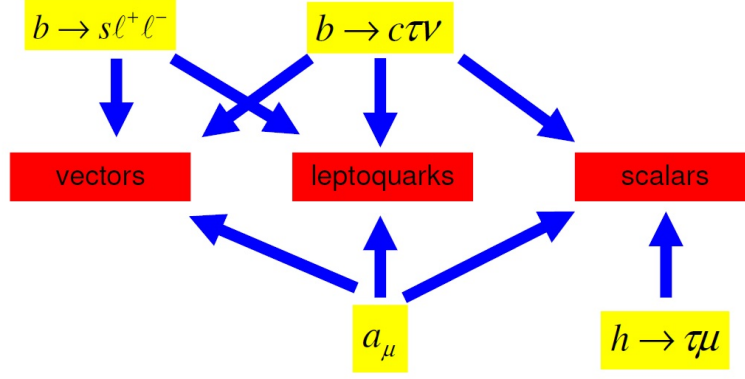 b → sℓ⁺ℓ⁻
b → cτν
vectors
leptoquarks
scalars
a_μ
h → τμ